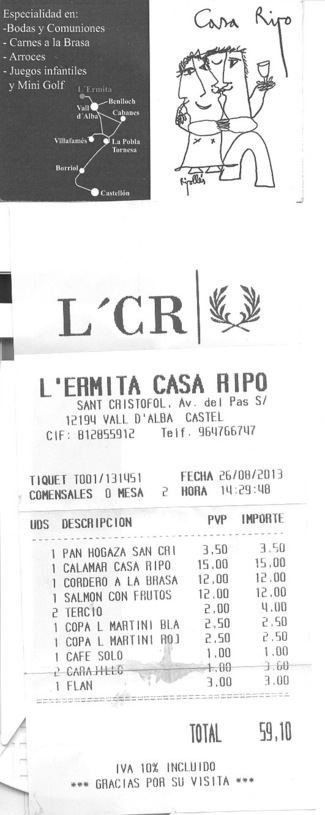 Especialidad en:
-Bodas y Comuniones
- Carnes a la Brasa
- Arroces
- Juegos infantiles
y Mini Golf
L'Ermita
Benlloch
Vall
d'Alba
Cabanes
Villafamés
La Pobla
Tornesa
Borriol
Castellón
Casa Ripo
Ripollés
L´CR
L'ERMITA CASA RIPO
SANT CRISTOFOL, Av. del Pas S/
12194 VALL D'ALBA CASTEL
CIF: B12855912 Telf. 964766747
TIQUET T001/131451 FECHA 26/08/2013
COMENSALES 0 MESA 2 HORA 14:29:48
UDS DESCRIPCION PVP IMPORTE
1 PAN HOGAZA SAN CRI 3,50 3.50
1 CALAMAR CASA RIPO 15,00 15.00
1 CORDERO A LA BRASA 12,00 12.00
1 SALMON CON FRUTOS 12,00 12.00
2 TERCIO 2,00 4.00
1 COPA L MARTINI BLA 2,50 2.50
1 COPA L MARTINI ROJ 2,50 2.50
1 CAFE SOLO 1,00 1.00
2 CARAJILLO 1.80 3.60
1 FLAN 3.00 3.00
TOTAL 59,10
IVA 10% INCLUIDO
*** GRACIAS POR SU VISITA ***